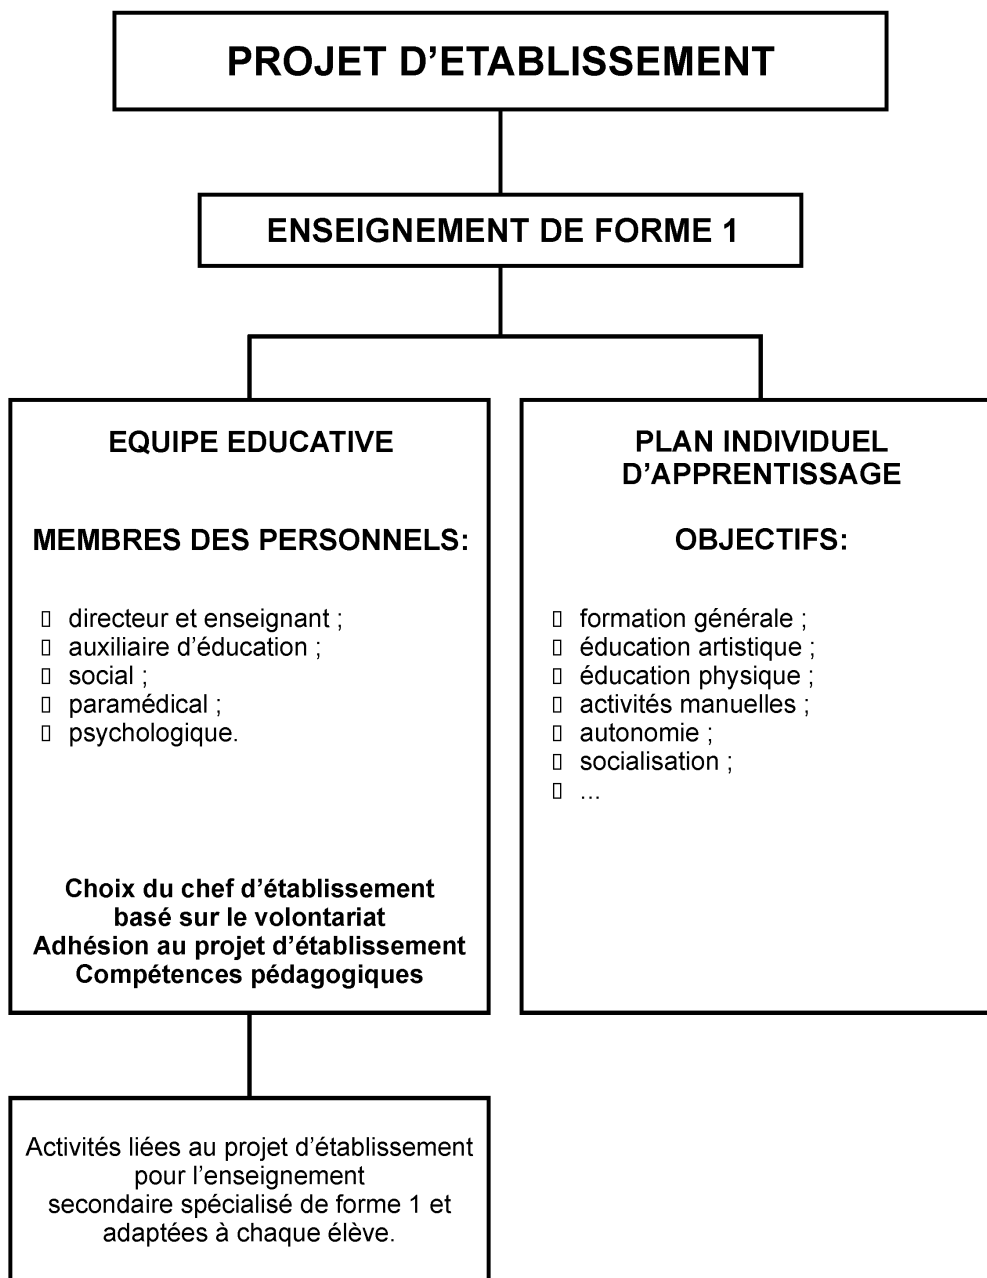 PROJET D’ETABLISSEMENT
ENSEIGNEMENT DE FORME 1
EQUIPE EDUCATIVE
MEMBRES DES PERSONNELS:
▯ directeur et enseignant ;
▯ auxiliaire d’éducation ;
▯ social ;
▯ paramédical ;
▯ psychologique.
Choix du chef d’établissement
basé sur le volontariat
Adhésion au projet d’établissement
Compétences pédagogiques
PLAN INDIVIDUEL
D’APPRENTISSAGE
OBJECTIFS:
▯ formation générale ;
▯ éducation artistique ;
▯ éducation physique ;
▯ activités manuelles ;
▯ autonomie ;
▯ socialisation ;
▯ ...
Activités liées au projet d’établissement
pour l’enseignement
secondaire spécialisé de forme 1 et
adaptées à chaque élève.